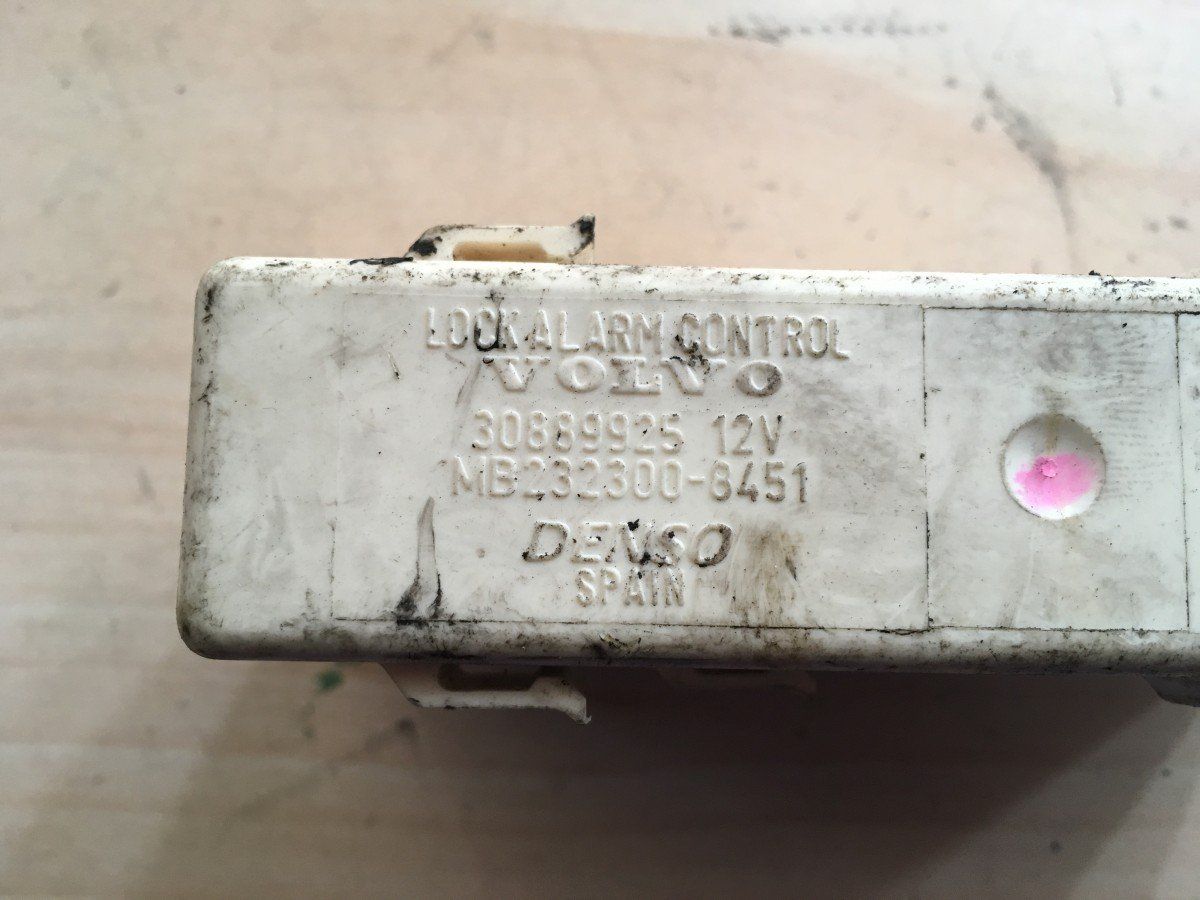 LOCK ALARM CONTROL
VOLVO
30889925 12V
MB232300-8451
DENSO
SPAIN